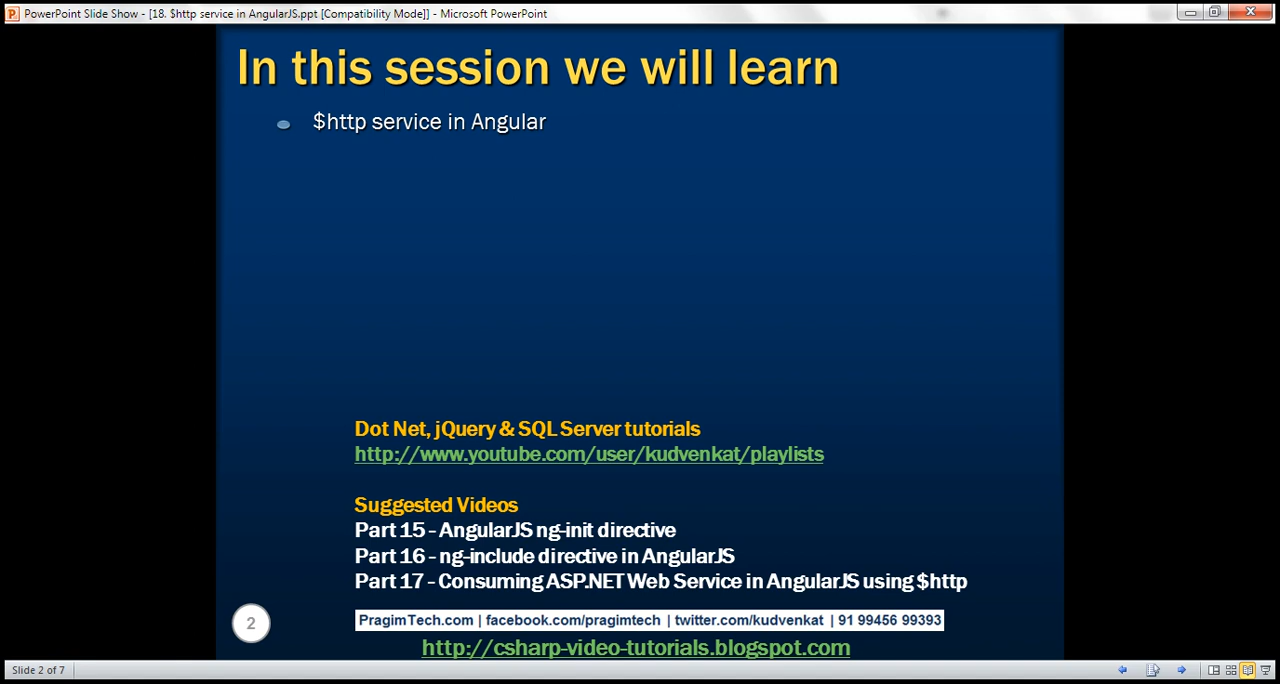 PowerPoint Slide Show - [18. $http service in AngularJS.ppt [Compatibility Mode]] - Microsoft PowerPoint
In this session we will learn
$http service in Angular
Dot Net, jQuery & SQL Server tutorials
http://www.youtube.com/user/kudvenkat/playlists
Suggested Videos
Part 15 - AngularJS ng-init directive
Part 16 - ng-include directive in AngularJS
Part 17 - Consuming ASP.NET Web Service in AngularJS using $http
2
PragimTech.com | facebook.com/pragimtech | twitter.com/kudvenkat | 91 99456 99393
http://csharp-video-tutorials.blogspot.com
Slide 2 of 7